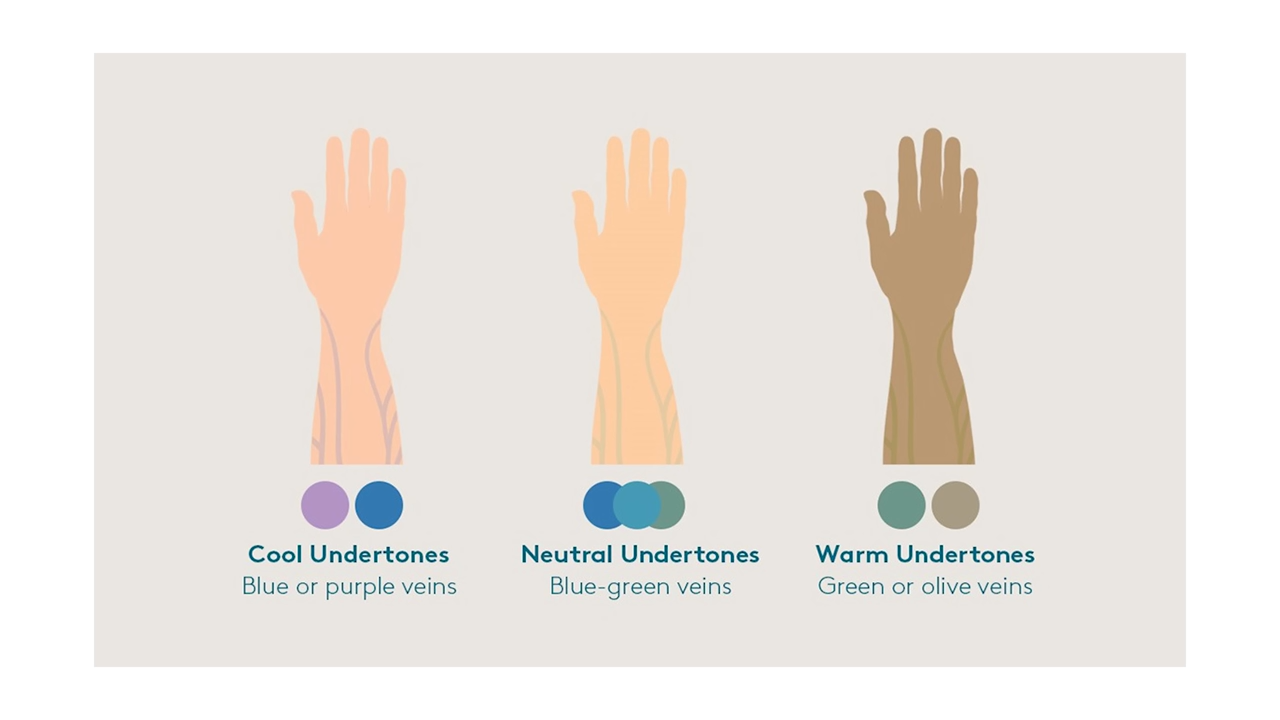 Cool Undertones
Blue or purple veins
Neutral Undertones
Blue-green veins
Warm Undertones
Green or olive veins